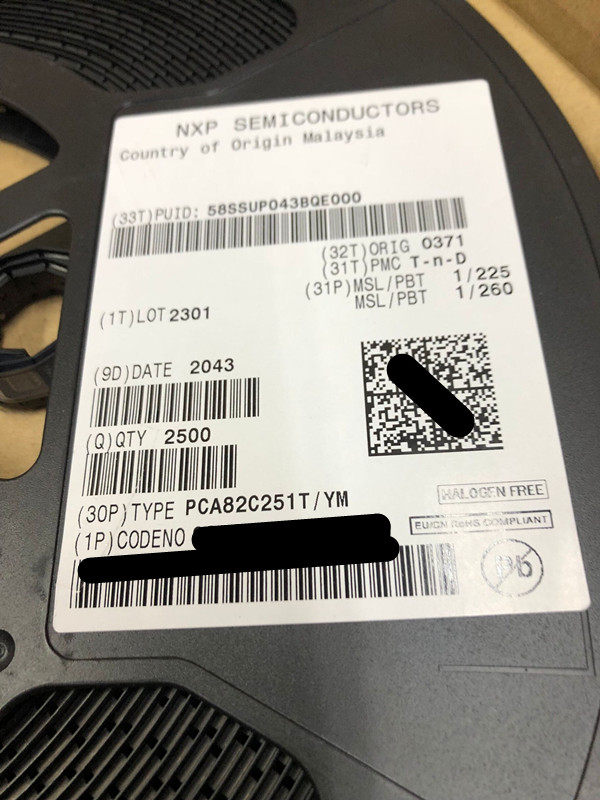 NXP SEMICONDUCTORS
Country of Origin Malaysia
(33T)PUID: 58SSUP043BQE000
(32T)ORIG 0371
(31T)PMC T-n-D
(31P)MSL/PBT 1/225
MSL/PBT 1/260
(1T)LOT 2301
(9D)DATE 2043
(Q)QTY 2500
(30P)TYPE PCA82C251T/YM
(1P)CODENO
HALOGEN FREE
EU/CN RoHS COMPLIANT
Pb